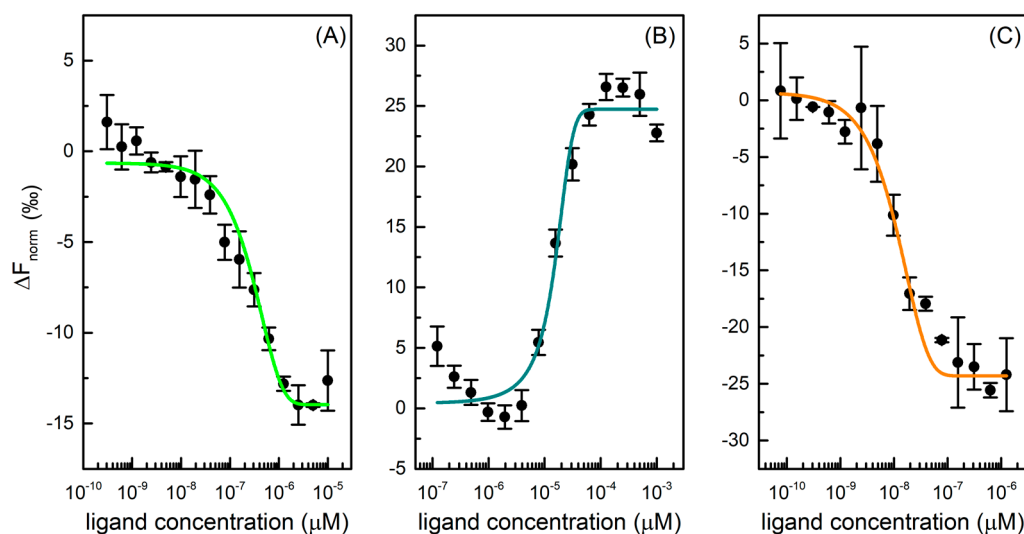 (A)
(B)
(C)
ΔF_norm (‰)
5
0
-5
-10
-15
10^-10 10^-9 10^-8 10^-7 10^-6 10^-5
ligand concentration (μM)
30
25
20
15
10
5
0
-5
10^-7 10^-6 10^-5 10^-4 10^-3
ligand concentration (μM)
5
0
-5
-10
-15
-20
-25
-30
10^-10 10^-9 10^-8 10^-7 10^-6
ligand concentration (μM)